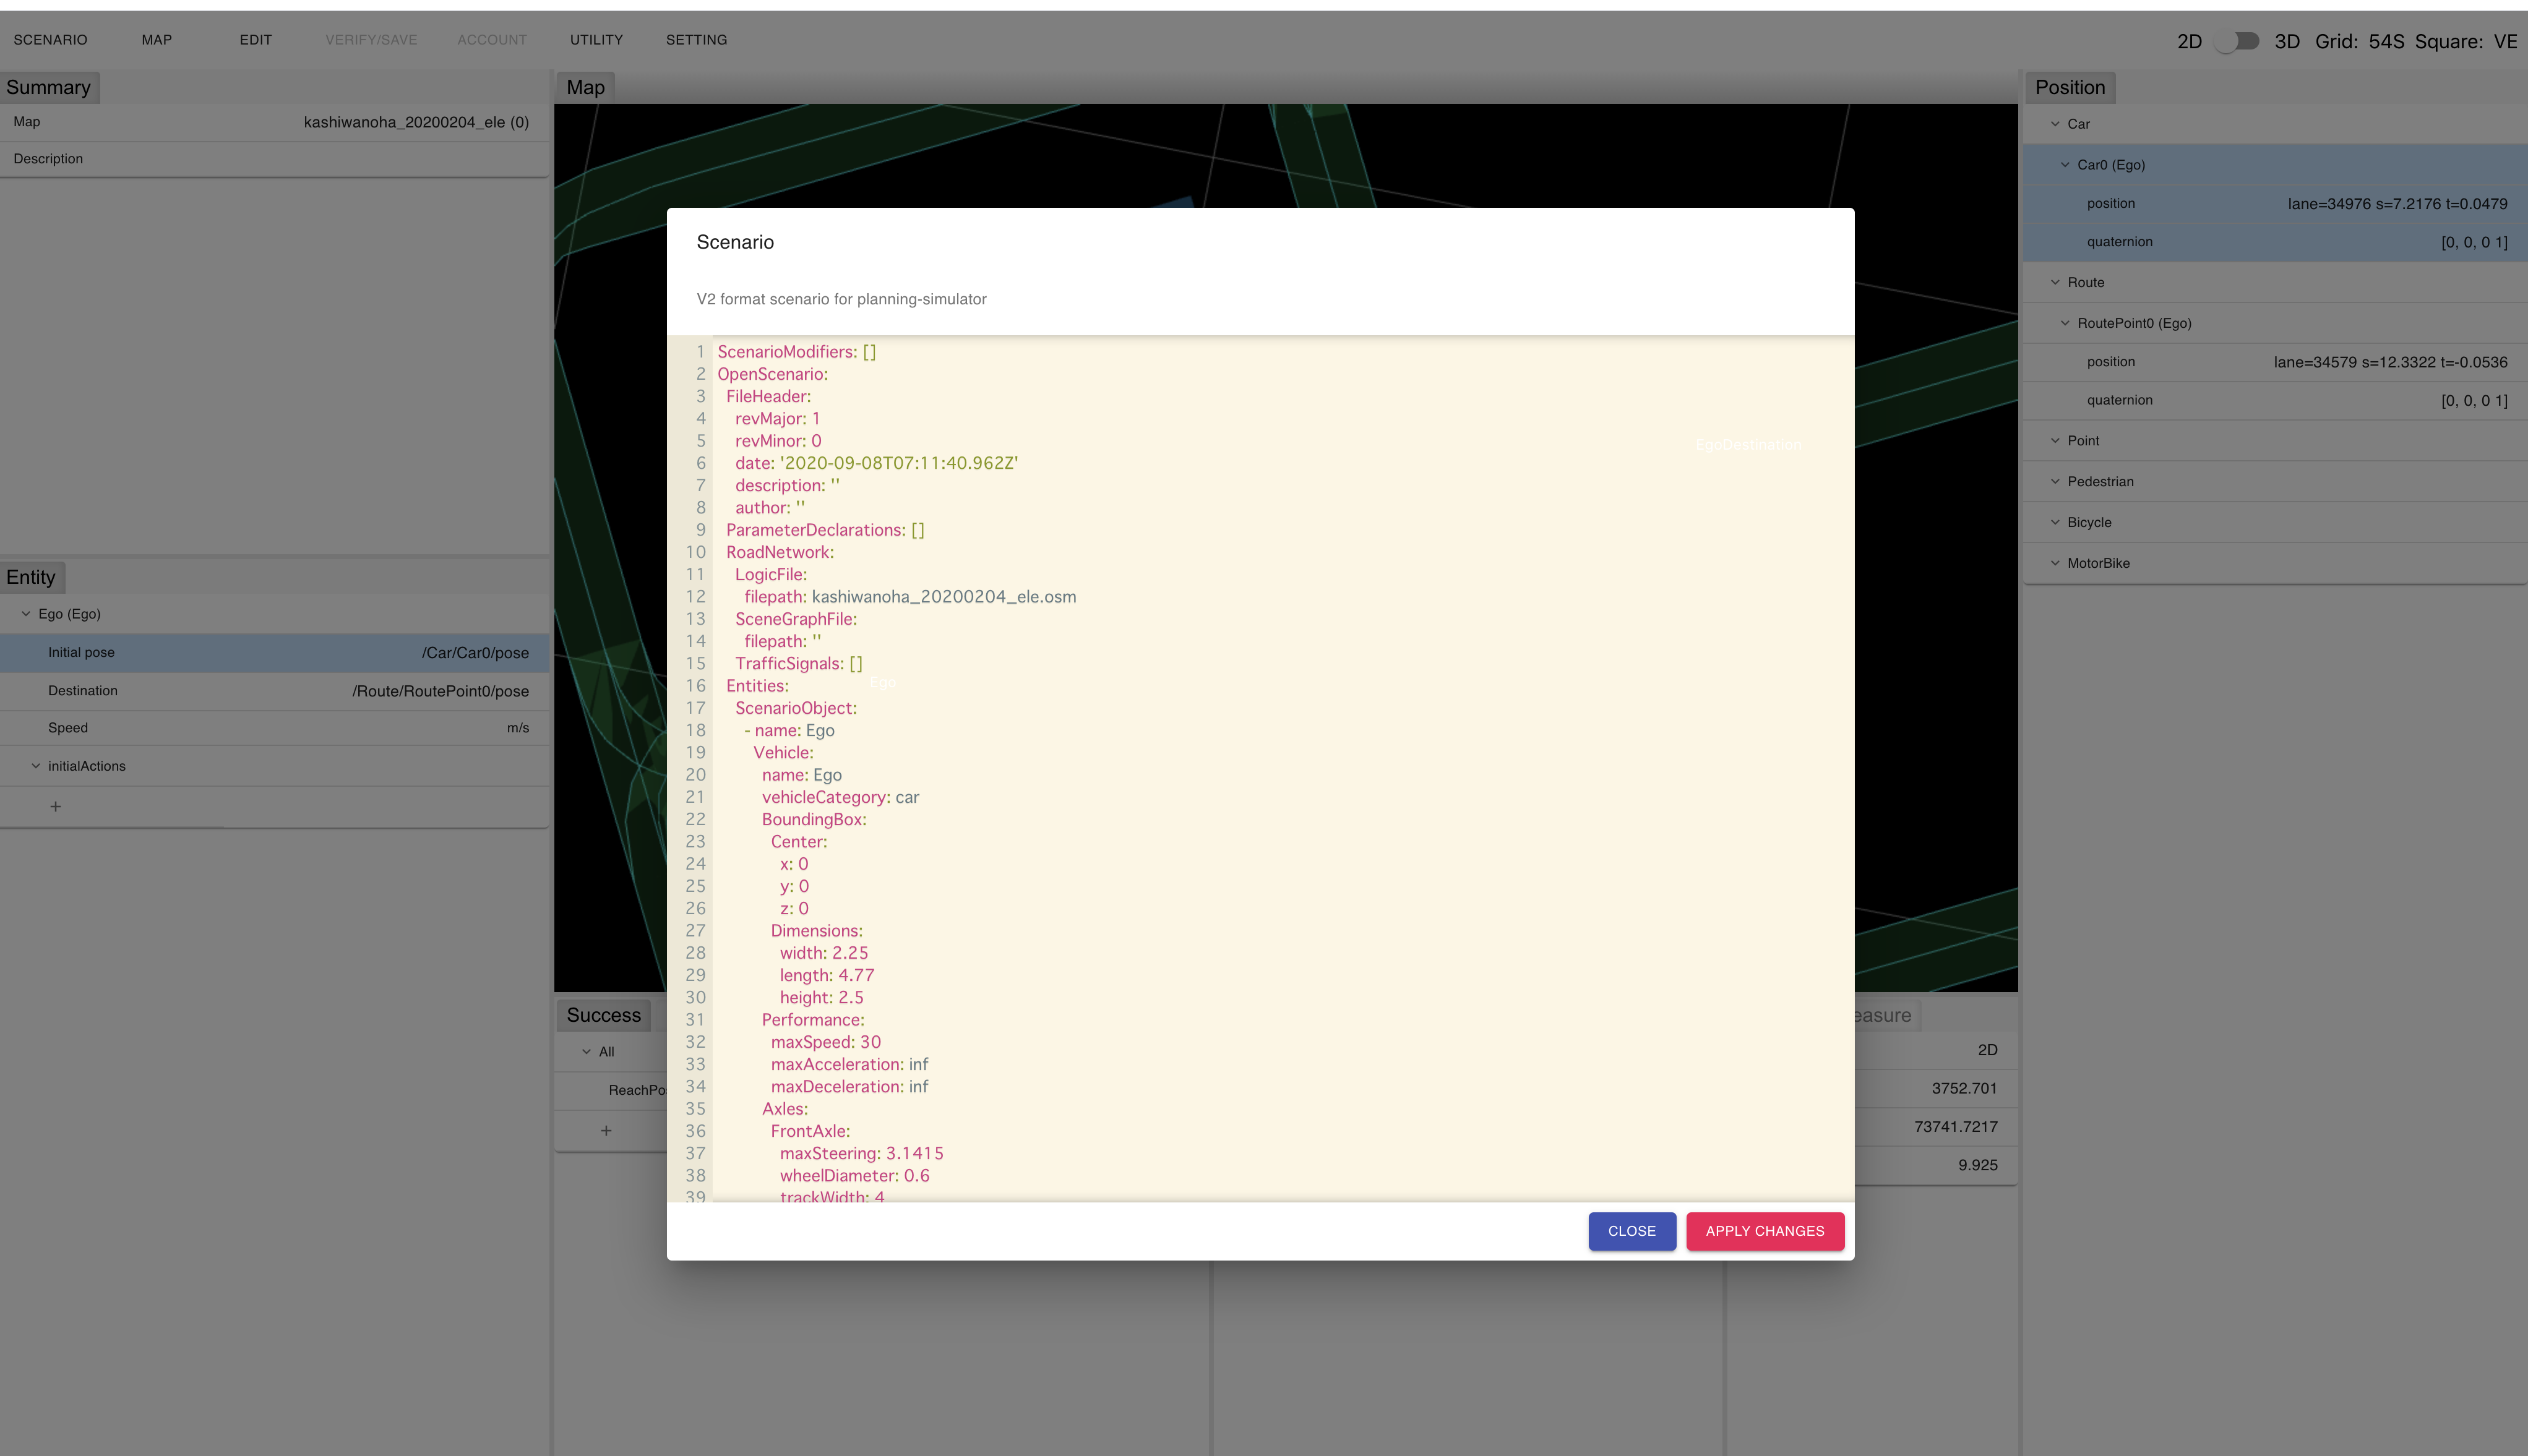 SCENARIO MAP EDIT VERIFY/SAVE ACCOUNT UTILITY SETTING 2D 3D Grid: 54S Square: VE
Summary
Map kashiwanoha_20200204_ele (0)
Description
Entity
Ego (Ego)
Initial pose /Car/Car0/pose
Destination /Route/RoutePoint0/pose
Speed m/s
initialActions
+
Map
Scenario
V2 format scenario for planning-simulator
1 ScenarioModifiers: []
2 OpenScenario:
3 FileHeader:
4 revMajor: 1
5 revMinor: 0
6 date: '2020-09-08T07:11:40.962Z'
7 description: ''
8 author: ''
9 ParameterDeclarations: []
10 RoadNetwork:
11 LogicFile:
12 filepath: kashiwanoha_20200204_ele.osm
13 SceneGraphFile:
14 filepath: ''
15 TrafficSignals: []
16 Entities:
17 ScenarioObject:
18 - name: Ego
19 Vehicle:
20 name: Ego
21 vehicleCategory: car
22 BoundingBox:
23 Center:
24 x: 0
25 y: 0
26 z: 0
27 Dimensions:
28 width: 2.25
29 length: 4.77
30 height: 2.5
31 Performance:
32 maxSpeed: 30
33 maxAcceleration: inf
34 maxDeceleration: inf
35 Axles:
36 FrontAxle:
37 maxSteering: 3.1415
38 wheelDiameter: 0.6
39 trackWidth: 4
EgoDestination
Ego
CLOSE APPLY CHANGES
Success
All
ReachPo
+
easure
2D
3752.701
73741.7217
9.925
Position
Car
Car0 (Ego)
position lane=34976 s=7.2176 t=0.0479
quaternion [0, 0, 0 1]
Route
RoutePoint0 (Ego)
position lane=34579 s=12.3322 t=-0.0536
quaternion [0, 0, 0 1]
Point
Pedestrian
Bicycle
MotorBike